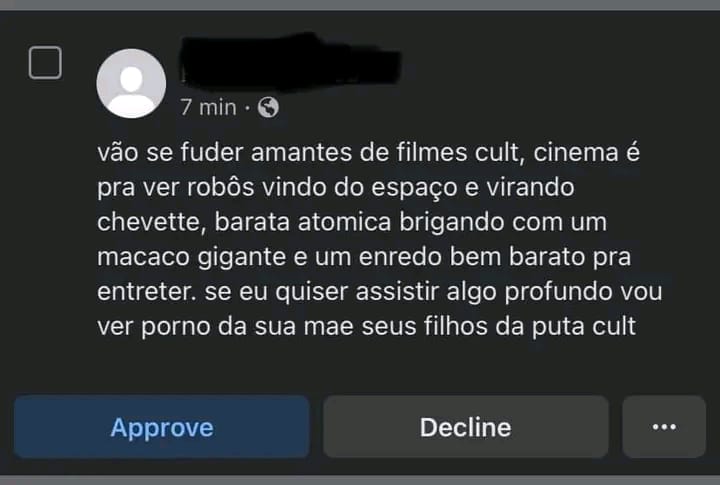 7 min ·
vão se fuder amantes de filmes cult, cinema é
pra ver robôs vindo do espaço e virando
chevette, barata atomica brigando com um
macaco gigante e um enredo bem barato pra
entreter. se eu quiser assistir algo profundo vou
ver porno da sua mae seus filhos da puta cult
Approve
Decline
...